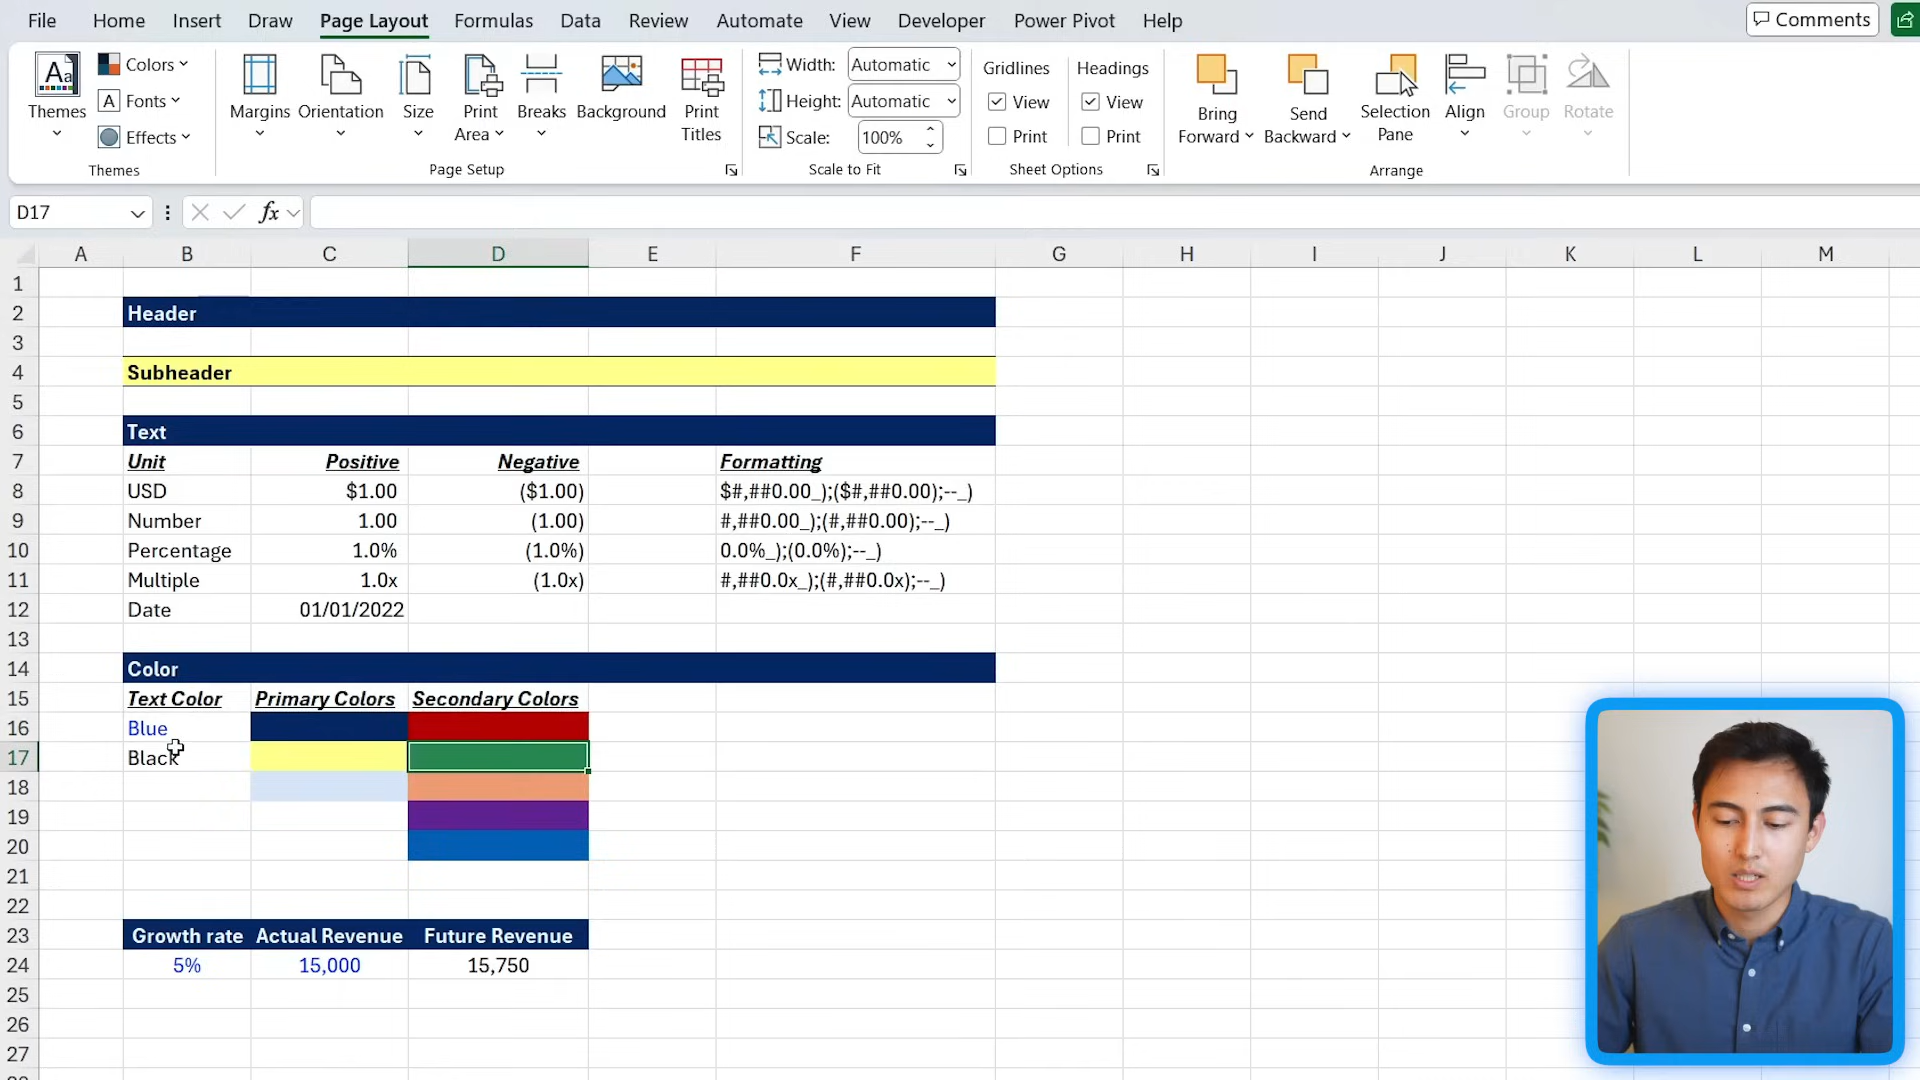 File Home Insert Draw Page Layout Formulas Data Review Automate View Developer Power Pivot Help Comments
Themes Colors Fonts Effects Margins Orientation Size Print Area Breaks Background Print Titles Width: Automatic Height: Automatic Scale: 100% Gridlines View Print Headings View Print Bring Forward Send Backward Selection Pane Align Group Rotate
Themes Page Setup Scale to Fit Sheet Options Arrange
D17 fx
A B C D E F G H I J K L M
1
2 Header
3
4 Subheader
5
6 Text
7 Unit Positive Negative Formatting
8 USD $1.00 ($1.00) $#,##0.00_);($#,##0.00);--_)
9 Number 1.00 (1.00) #,##0.00_);(#,##0.00);--_)
10 Percentage 1.0% (1.0%) 0.0%_);(0.0%);--_)
11 Multiple 1.0x (1.0x) #,##0.0x_);(#,##0.0x);--_)
12 Date 01/01/2022
13
14 Color
15 Text Color Primary Colors Secondary Colors
16 Blue
17 Black
18
19
20
21
22
23 Growth rate Actual Revenue Future Revenue
24 5% 15,000 15,750
25
26
27